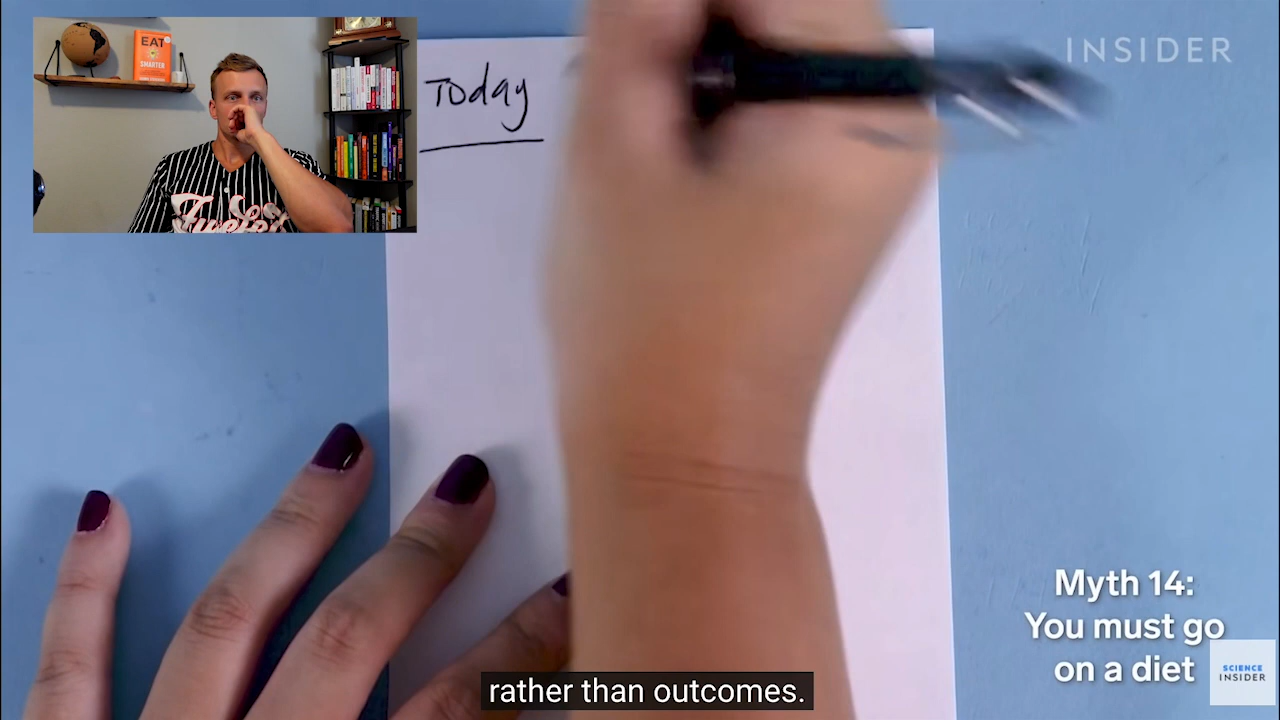 INSIDER
EAT
SMARTER
Today
Myth 14:
You must go
on a diet
SCIENCE
INSIDER
rather than outcomes.